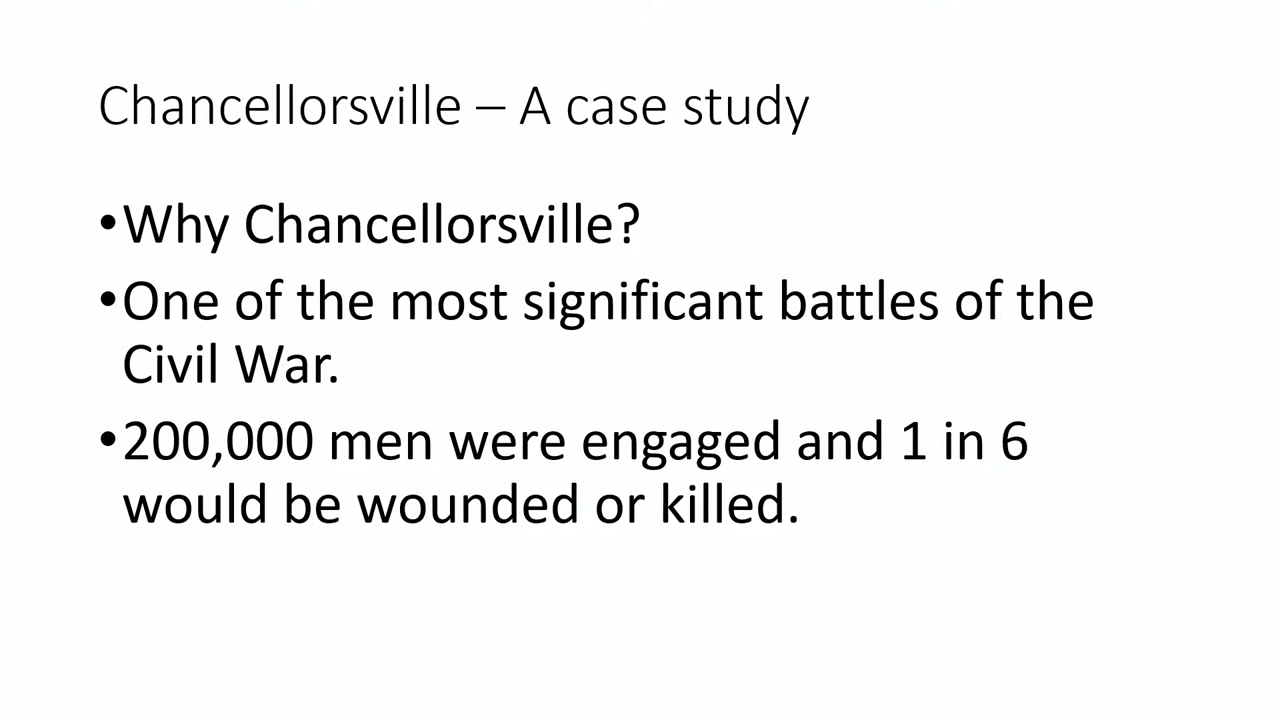 Chancellorsville – A case study
•Why Chancellorsville?
•One of the most significant battles of the
Civil War.
•200,000 men were engaged and 1 in 6
would be wounded or killed.